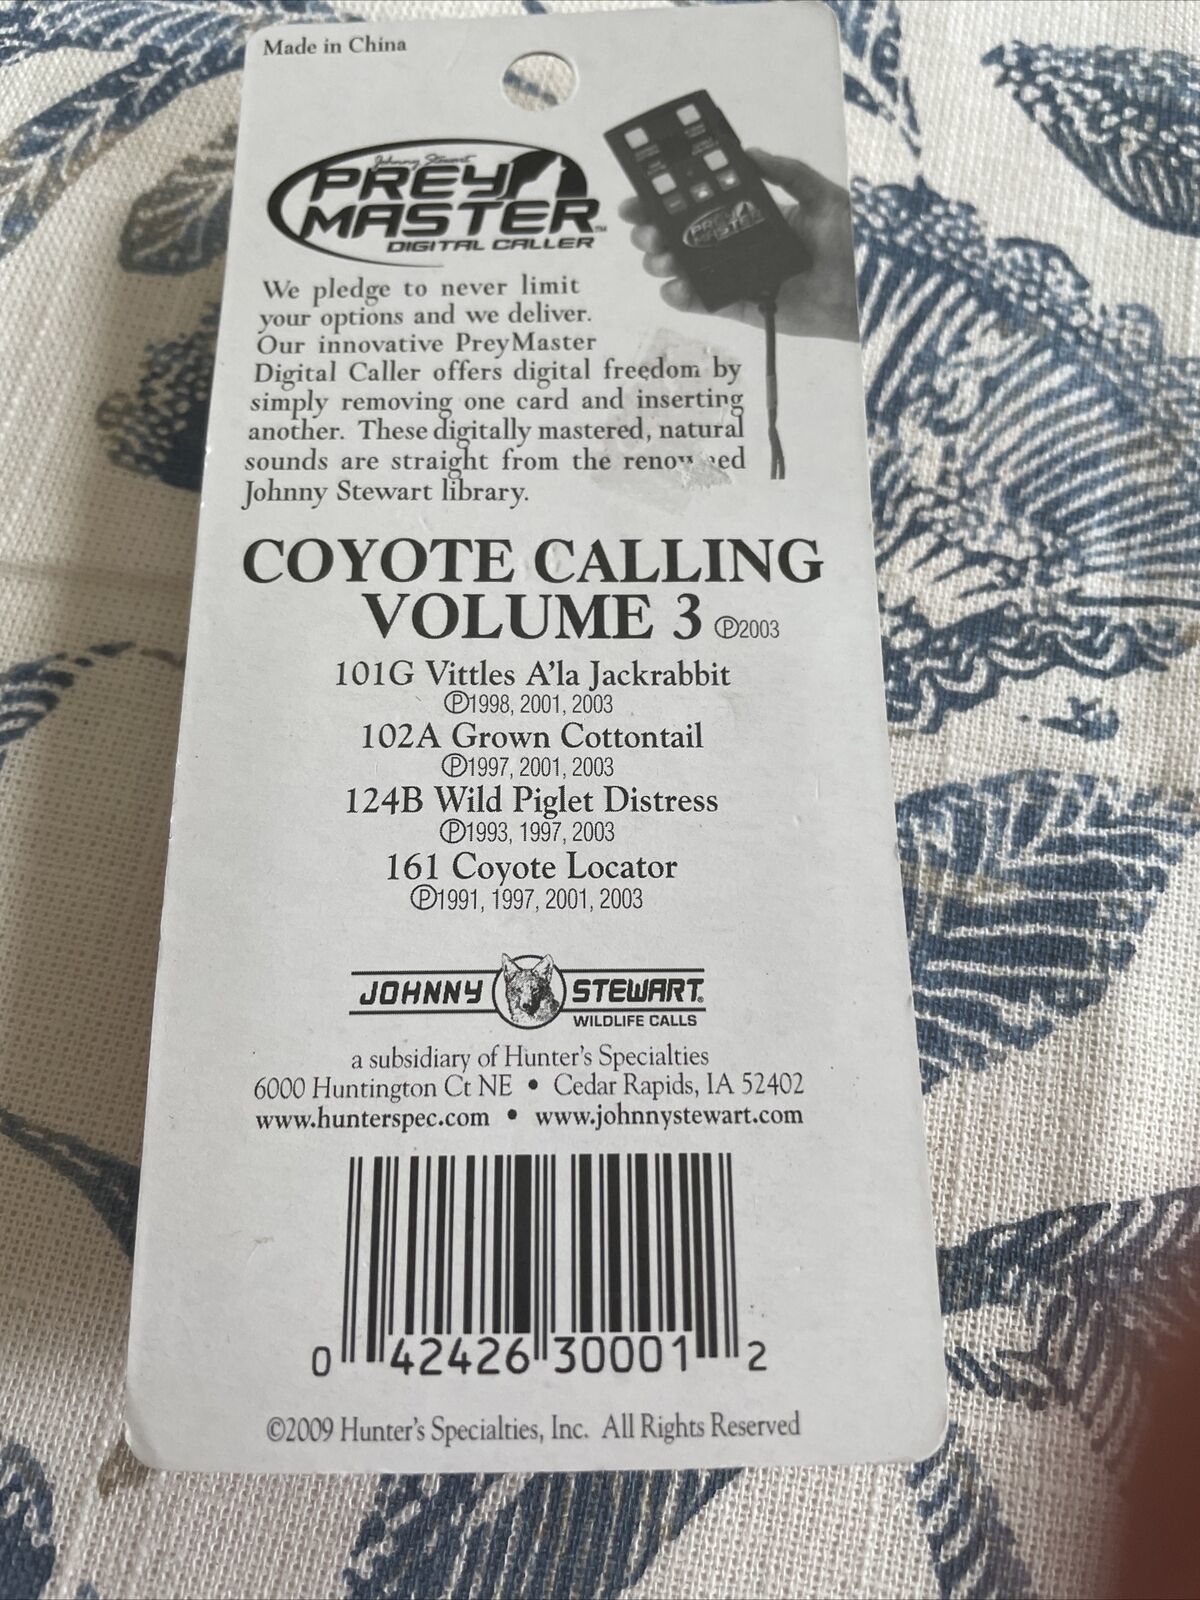 Made in China
Johnny Stewart
PREY
MASTER™
DIGITAL CALLER
PREY
MASTER
We pledge to never limit
your options and we deliver.
Our innovative PreyMaster
Digital Caller offers digital freedom by
simply removing one card and inserting
another. These digitally mastered, natural
sounds are straight from the
Johnny Stewart library.
COYOTE CALLING
VOLUME 3 ℗2003
101G Vittles A'la Jackrabbit
℗1998, 2001, 2003
102A Grown Cottontail
℗1997, 2001, 2003
124B Wild Piglet Distress
℗1993, 1997, 2003
161 Coyote Locator
℗1991, 1997, 2001, 2003
JOHNNY STEWART®
WILDLIFE CALLS
a subsidiary of Hunter's Specialties
6000 Huntington Ct NE • Cedar Rapids, IA 52402
www.hunterspec.com • www.johnnystewart.com
0 42426 30001 2
©2009 Hunter's Specialties, Inc. All Rights Reserved